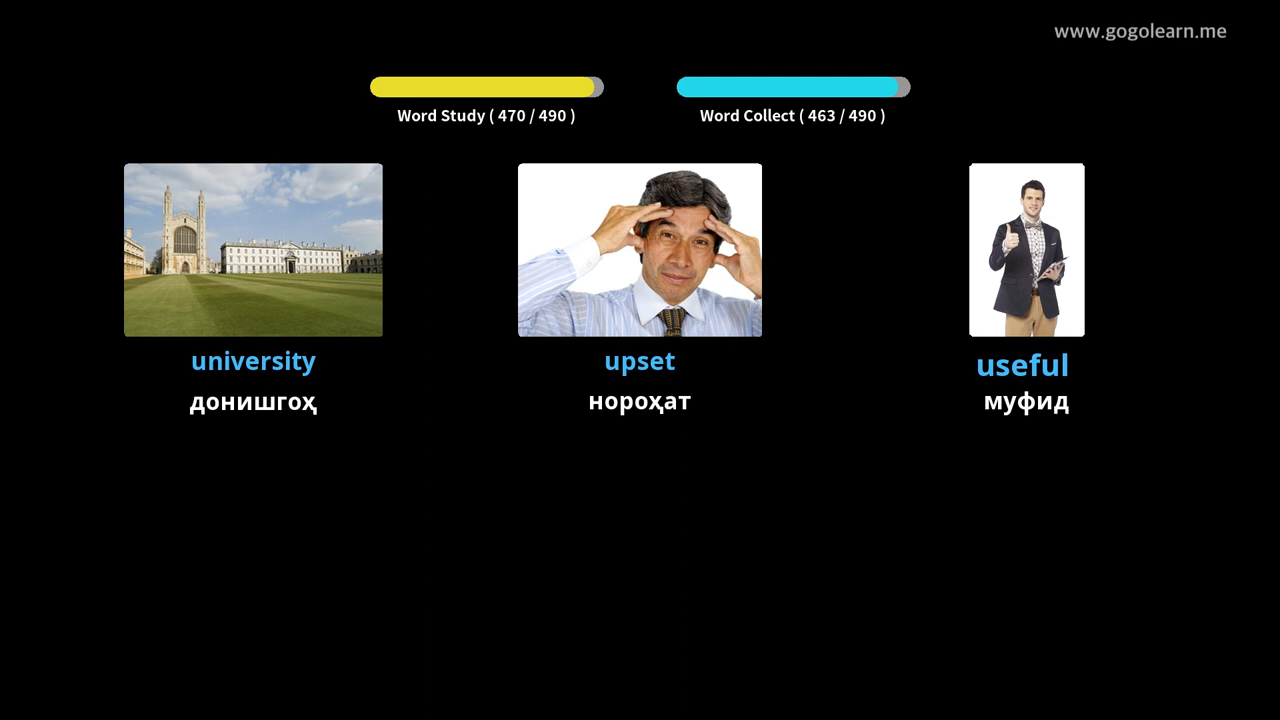 www.gogolearn.me
Word Study ( 470 / 490 )
Word Collect ( 463 / 490 )
university
upset
useful
донишгоҳ
нороҳат
муфид